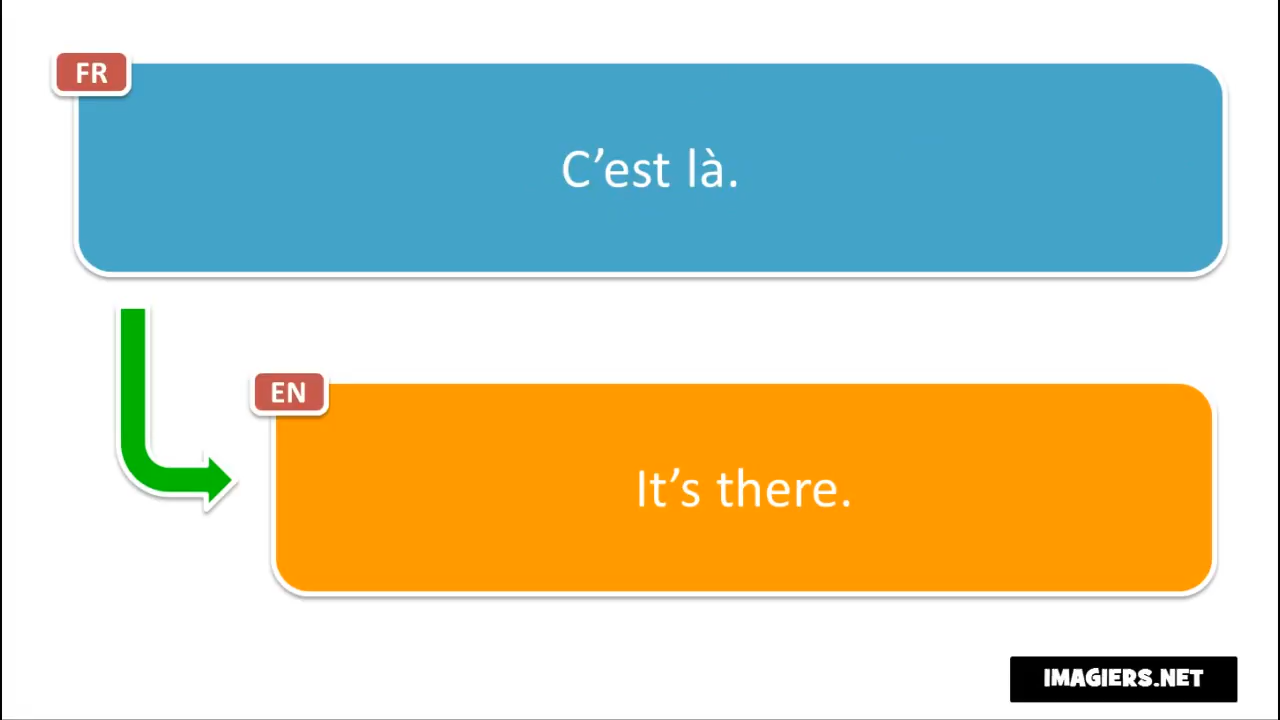 FR
C’est là.
EN
It’s there.
IMAGIERS.NET